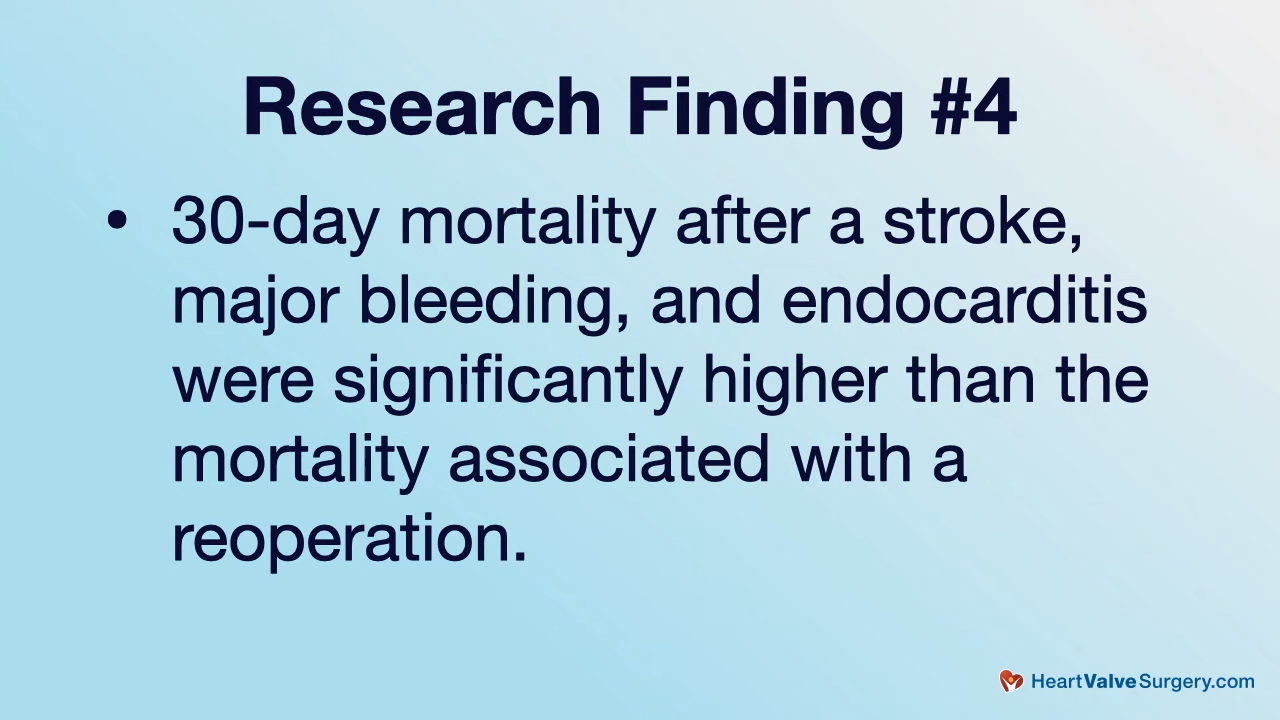 Research Finding #4
• 30-day mortality after a stroke,
major bleeding, and endocarditis
were significantly higher than the
mortality associated with a
reoperation.
HeartValveSurgery.com